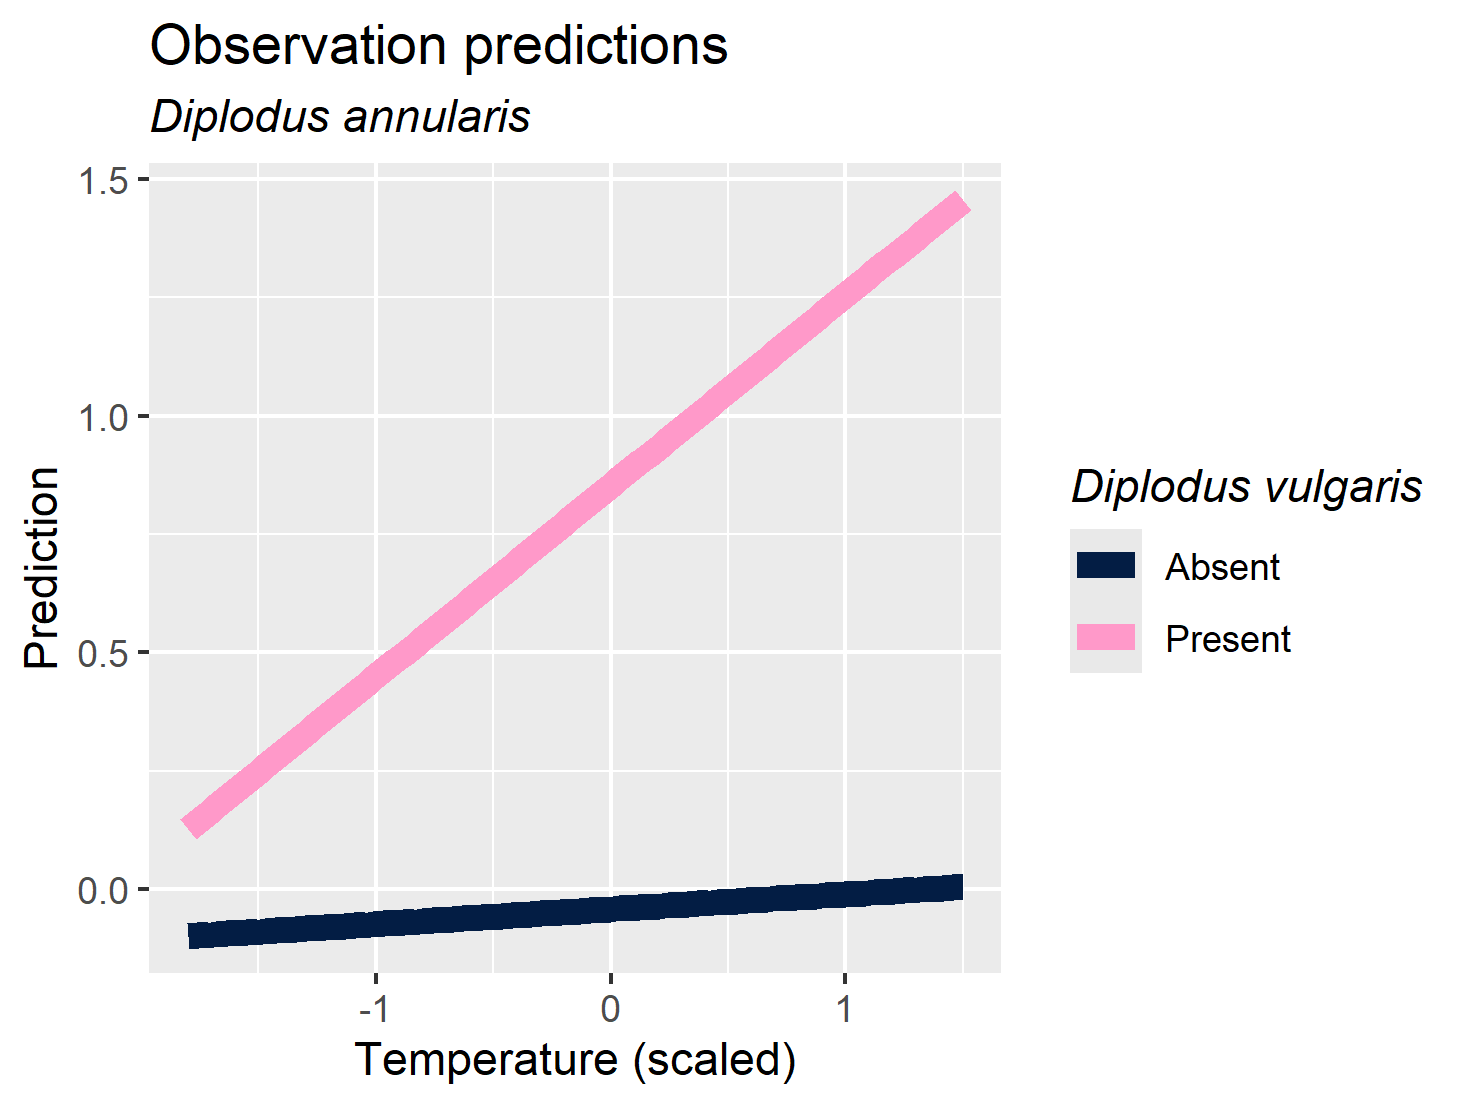 Observation predictions
Diplodus annularis
1.5
1.0
0.5
0.0
Prediction
-1
0
1
Temperature (scaled)
Diplodus vulgaris
Absent
Present